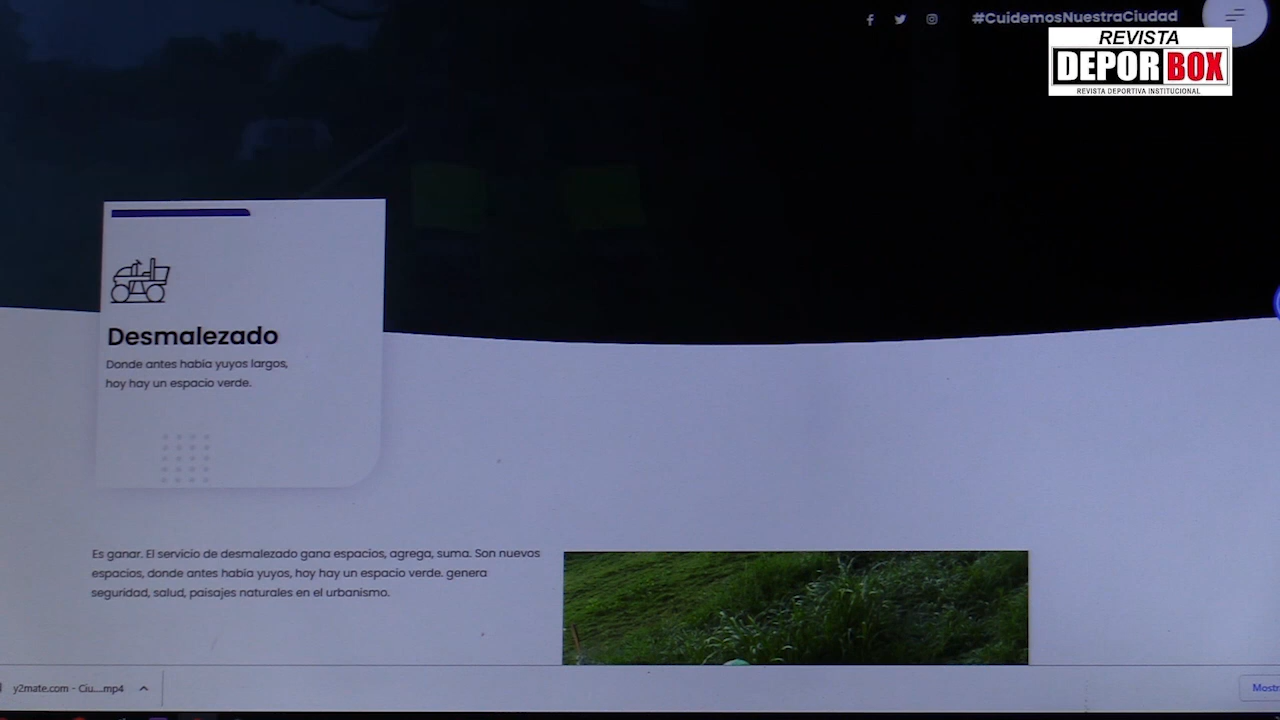 #CuidemosNuestraCiudad
REVISTA
DEPORBOX
REVISTA DEPORTIVA INSTITUCIONAL
Desmalezado
Donde antes había yuyos largos,
hoy hay un espacio verde.
Es ganar. El servicio de desmalezado gana espacios, agrega, suma. Son nuevos
espacios, donde antes había yuyos, hoy hay un espacio verde. genera
seguridad, salud, paisajes naturales en el urbanismo.
y2mate.com - Ciu....mp4
Mostr